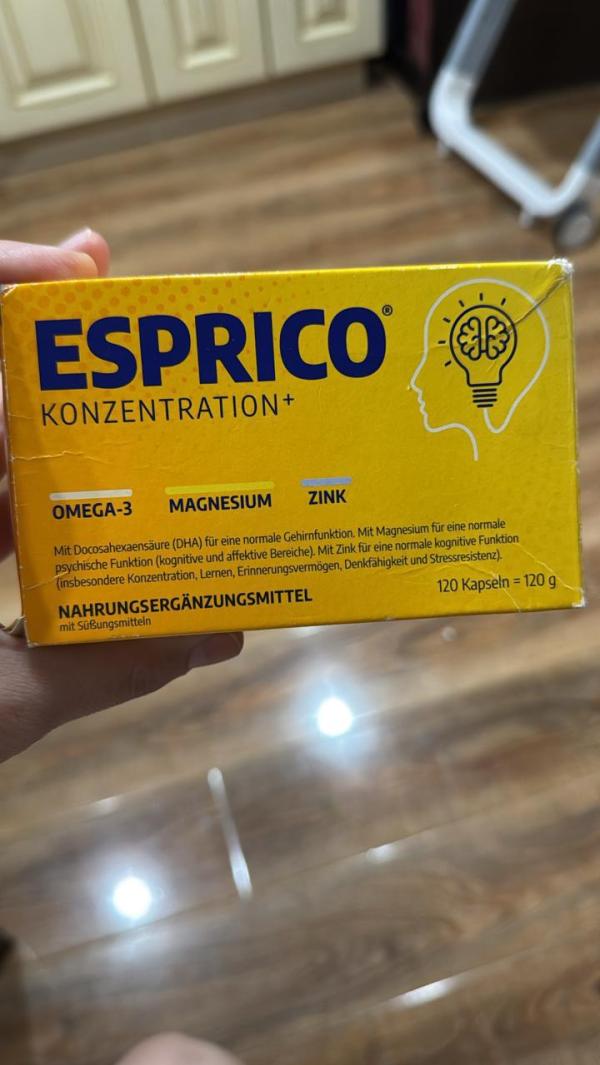 ESPRICO®
KONZENTRATION+
OMEGA-3 MAGNESIUM ZINK
Mit Docosahexaensäure (DHA) für eine normale Gehirnfunktion. Mit Magnesium für eine normale
psychische Funktion (kognitive und affektive Bereiche). Mit Zink für eine normale kognitive Funktion
(insbesondere Konzentration, Lernen, Erinnerungsvermögen, Denkfähigkeit und Stressresistenz).
NAHRUNGSERGÄNZUNGSMITTEL 120 Kapseln = 120 g
mit Süßungsmitteln